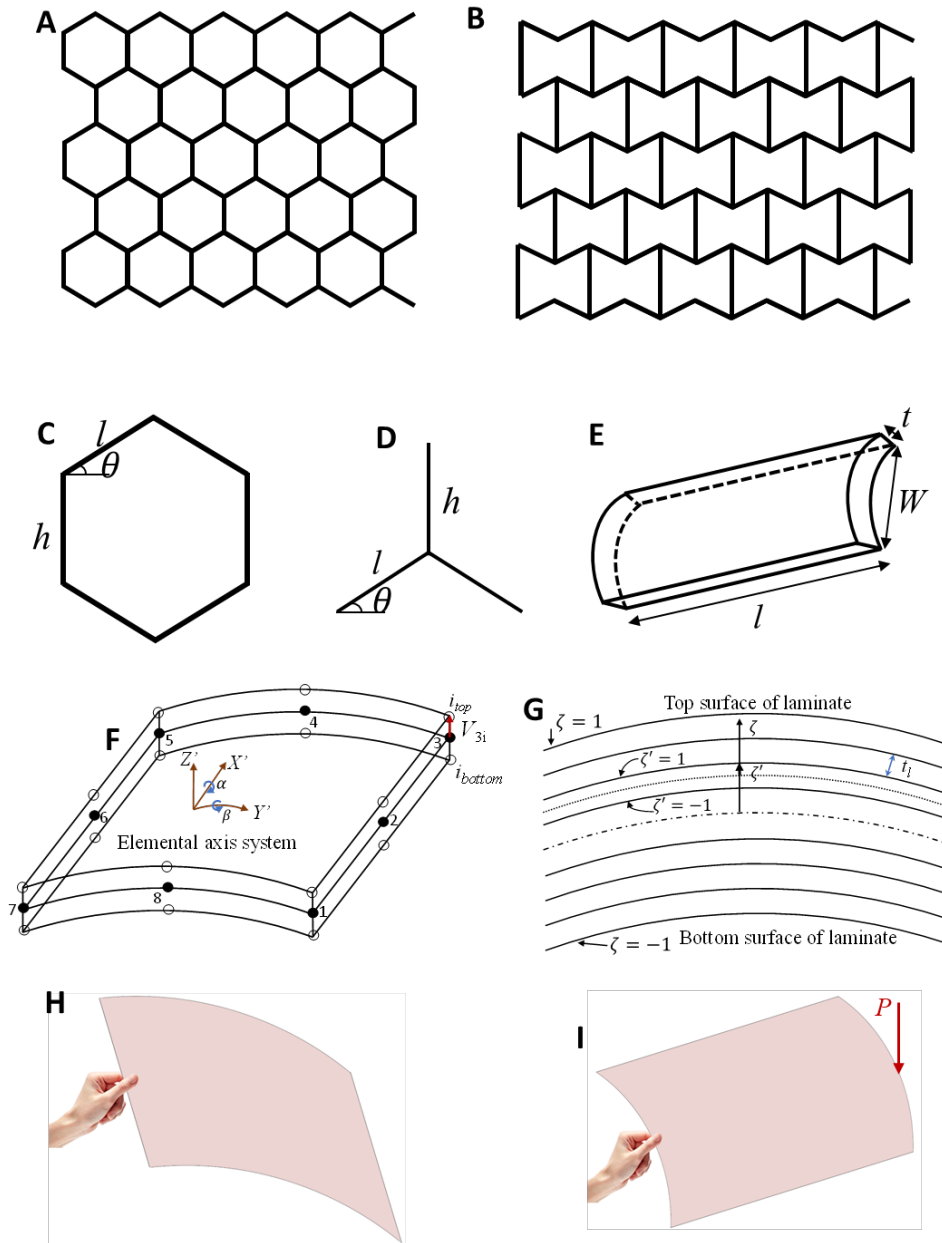 A
B
C
l
θ
h
D
h
l
θ
E
t
W
l
F
i_top
4
V_3i
3
5
Z'
X'
α
i_bottom
β
Y'
6
2
Elemental axis system
8
7
1
G
Top surface of laminate
ζ = 1
ζ
ζ′ = 1
ζ′
t_l
ζ′ = −1
ζ = −1
Bottom surface of laminate
H
I
P